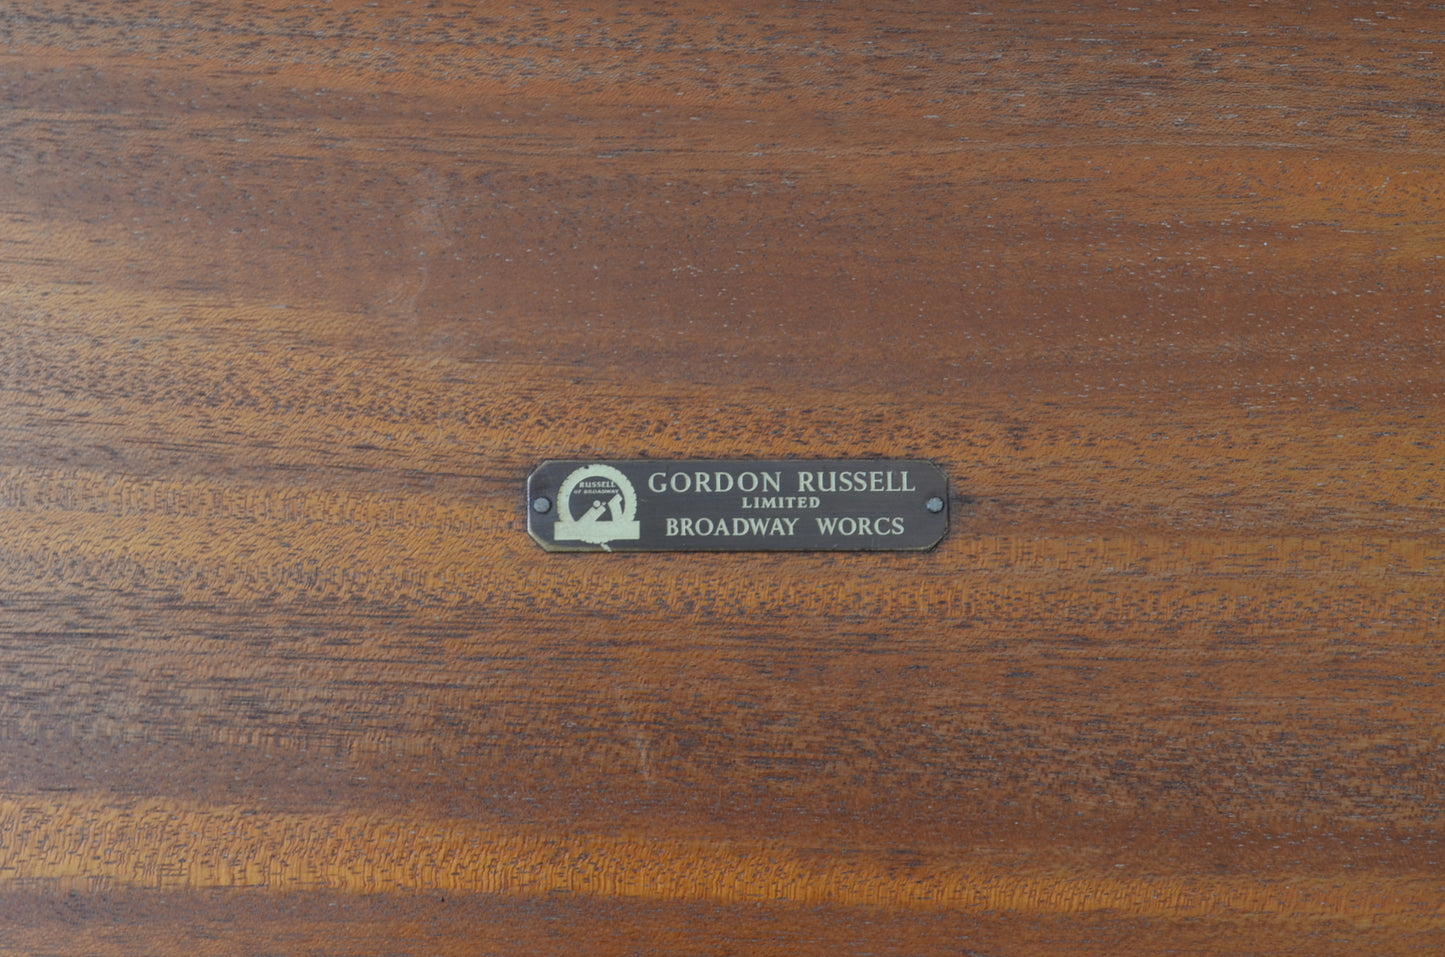 RUSSELL
OF BROADWAY
GORDON RUSSELL
LIMITED
BROADWAY WORCS